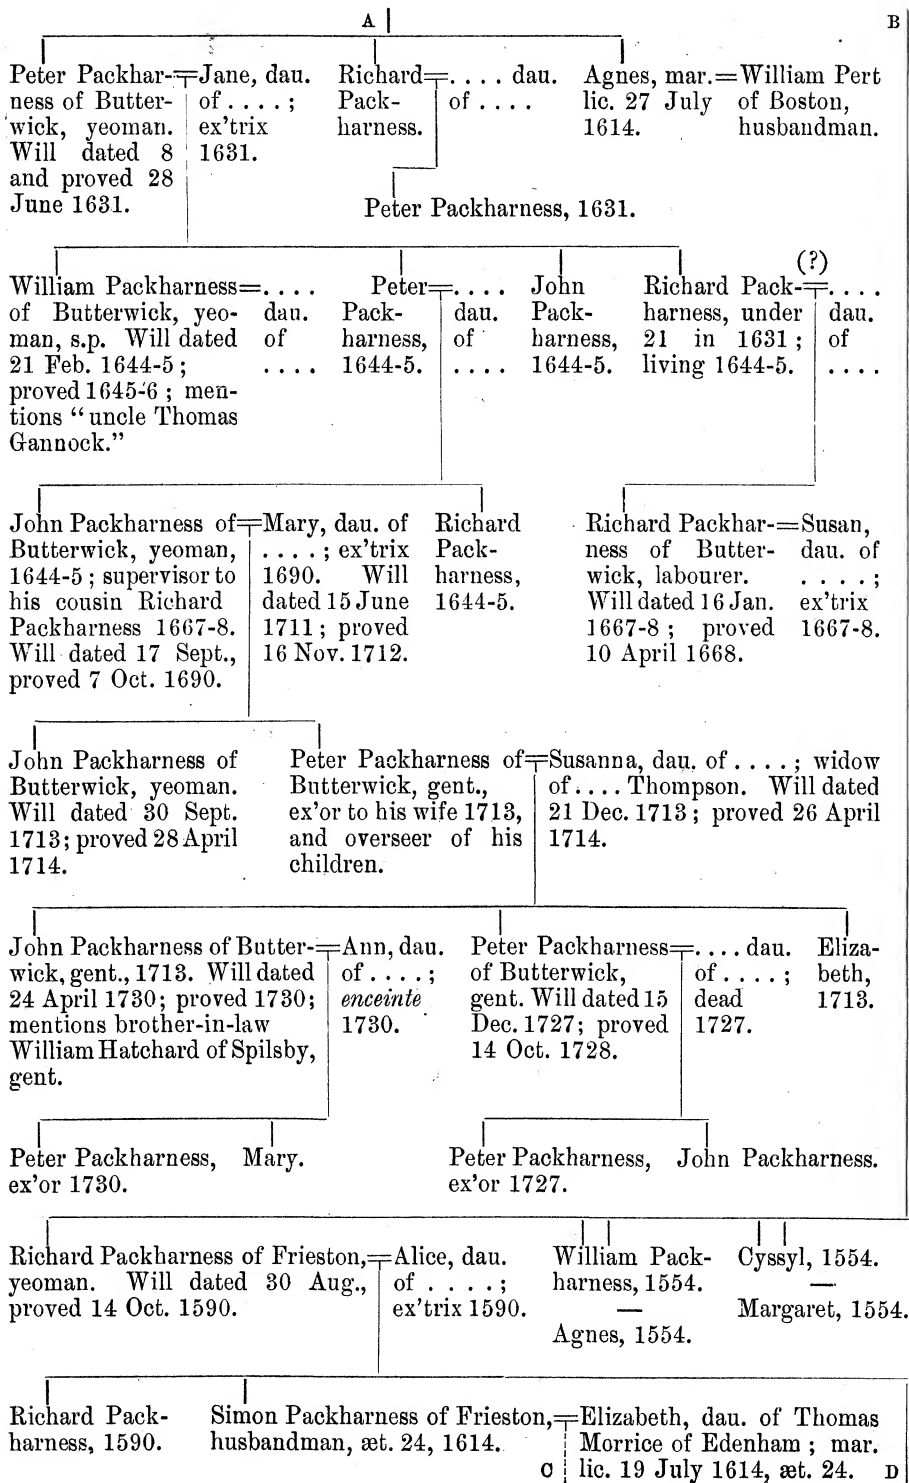 A B
Peter Packhar-
ness of Butter-
wick, yeoman.
Will dated 8
and proved 28
June 1631.
Jane, dau.
of . . . . ;
ex'trix
1631.
Richard
Pack-
harness.
. . . . dau.
of . . . .
Agnes, mar.
lic. 27 July
1614.
=William Pert
of Boston,
husbandman.
Peter Packharness, 1631.
William Packharness=
of Butterwick, yeo-
man, s.p. Will dated
21 Feb. 1644-5 ;
proved 1645-6 ; men-
tions “uncle Thomas
Gannock.”
. . . .
dau.
of
. . . .
Peter
Pack-
harness,
1644-5.
. . . .
dau.
of
. . . .
John
Pack-
harness,
1644-5.
Richard Pack-
harness, under
21 in 1631 ;
living 1644-5.
(?)
. . . .
dau.
of
. . . .
John Packharness of
Butterwick, yeoman,
1644-5 ; supervisor to
his cousin Richard
Packharness 1667-8.
Will dated 17 Sept.,
proved 7 Oct. 1690.
Mary, dau. of
. . . . ; ex'trix
1690. Will
dated 15 June
1711 ; proved
16 Nov. 1712.
Richard
Pack-
harness,
1644-5.
Richard Packhar-
ness of Butter-
wick, labourer.
Will dated 16 Jan.
1667-8 ; proved
10 April 1668.
=Susan,
dau. of
. . . . ;
ex'trix
1667-8.
John Packharness of
Butterwick, yeoman.
Will dated 30 Sept.
1713 ; proved 28 April
1714.
Peter Packharness of
Butterwick, gent.,
ex'or to his wife 1713,
and overseer of his
children.
Susanna, dau. of . . . . ; widow
of . . . . Thompson. Will dated
21 Dec. 1713 ; proved 26 April
1714.
John Packharness of Butter-
wick, gent., 1713. Will dated
24 April 1730 ; proved 1730 ;
mentions brother-in-law
William Hatchard of Spilsby,
gent.
Ann, dau.
of . . . . ;
enceinte
1730.
Peter Packharness
of Butterwick,
gent. Will dated 15
Dec. 1727 ; proved
14 Oct. 1728.
. . . . dau.
of . . . . ;
dead
1727.
Eliza-
beth,
1713.
Peter Packharness,
ex'or 1730.
Mary.
Peter Packharness,
ex'or 1727.
John Packharness.
Richard Packharness of Frieston,
yeoman. Will dated 30 Aug.,
proved 14 Oct. 1590.
Alice, dau.
of . . . . ;
ex'trix 1590.
William Pack-
harness, 1554.
—
Agnes, 1554.
Cyssyl, 1554.
—
Margaret, 1554.
Richard Pack-
harness, 1590.
Simon Packharness of Frieston,
husbandman, æt. 24, 1614.
Elizabeth, dau. of Thomas
Morrice of Edenham ; mar.
lic. 19 July 1614, æt. 24.
C D